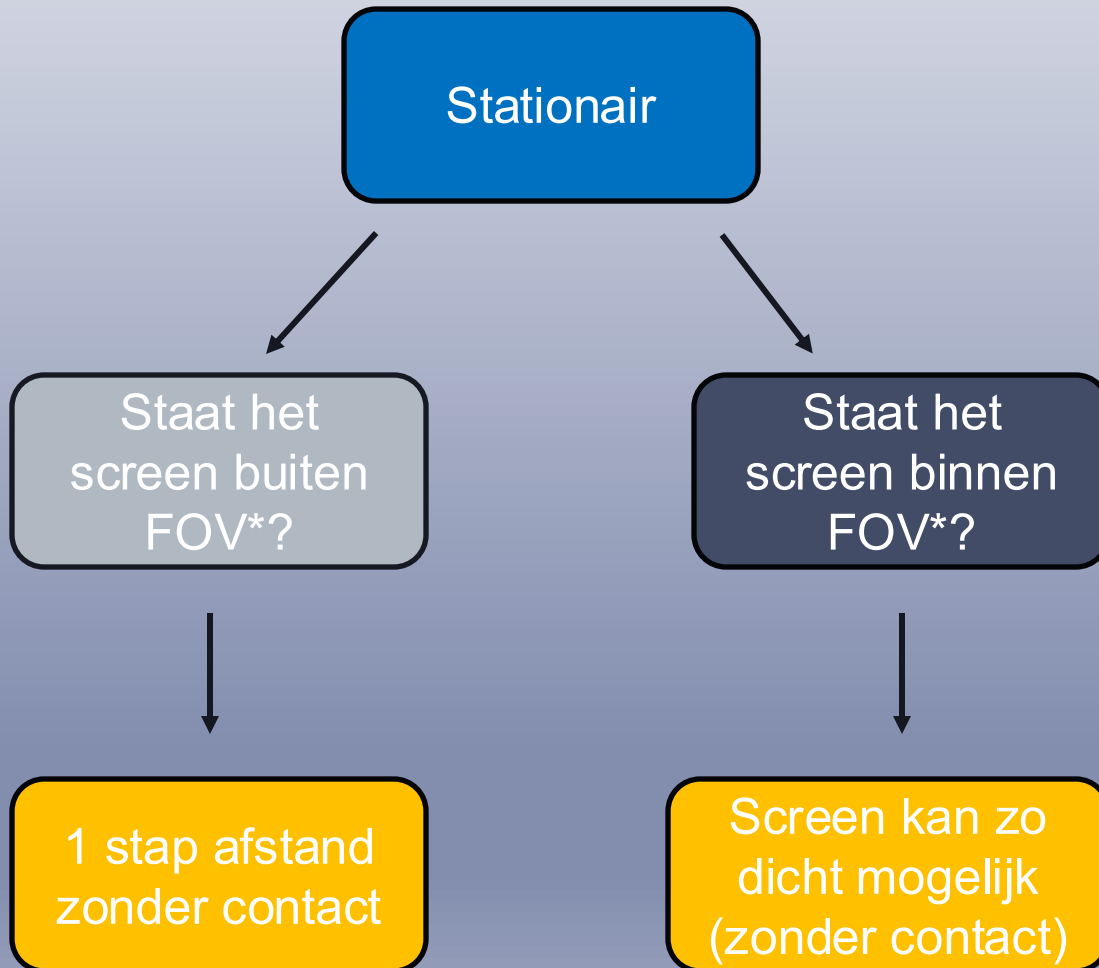 Stationair
Staat het
screen buiten
FOV*?
Staat het
screen binnen
FOV*?
1 stap afstand
zonder contact
Screen kan zo
dicht mogelijk
(zonder contact)